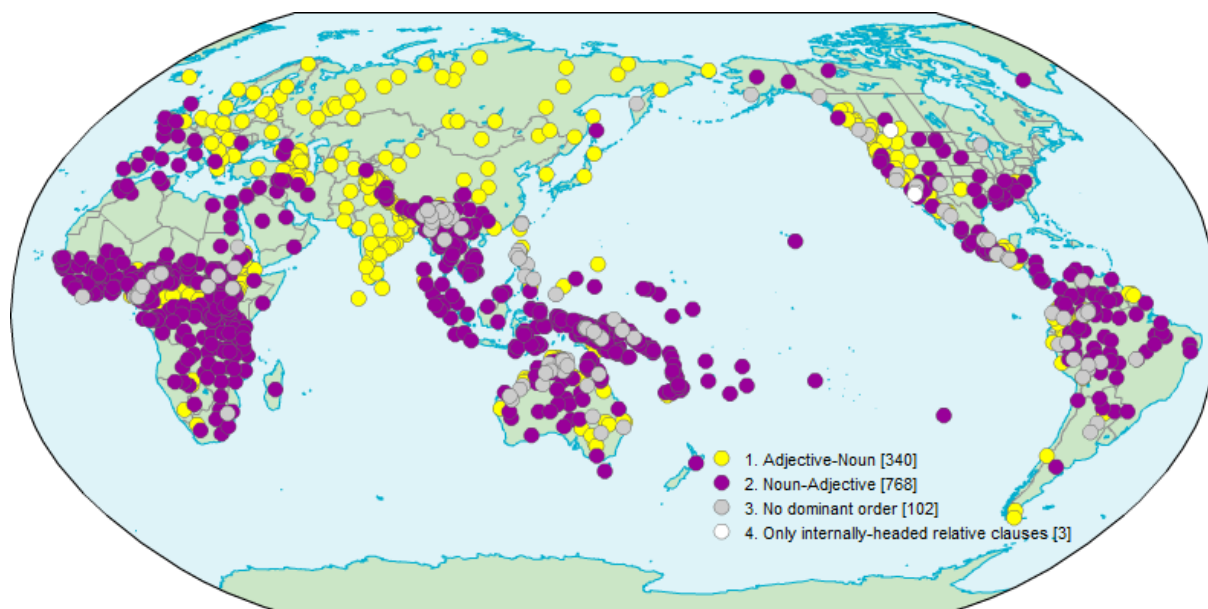 1. Adjective-Noun [340]
2. Noun-Adjective [768]
3. No dominant order [102]
4. Only internally-headed relative clauses [3]